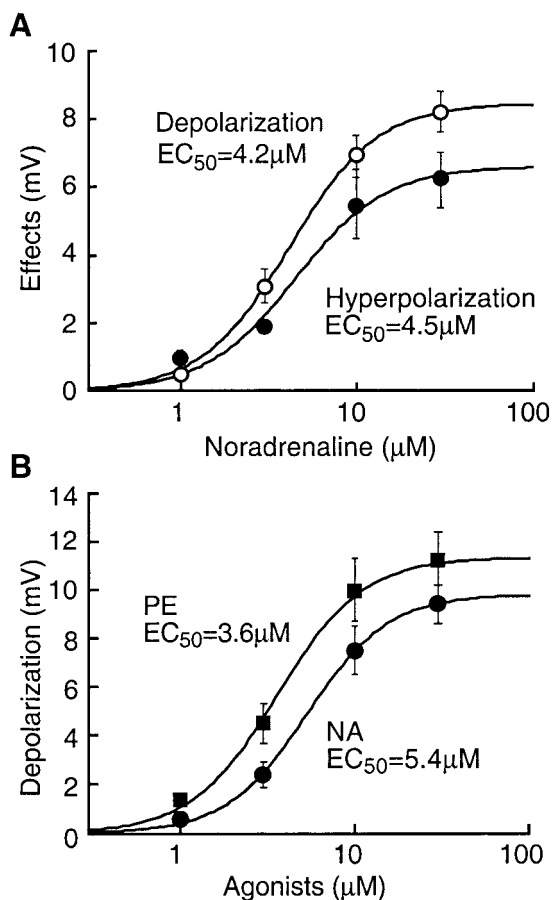 A
10
8
6
4
2
0
Effects (mV)
Depolarization
EC50=4.2μM
Hyperpolarization
EC50=4.5μM
1
10
100
Noradrenaline (μM)
B
14
12
10
8
6
4
2
0
Depolarization (mV)
PE
EC50=3.6μM
NA
EC50=5.4μM
1
10
100
Agonists (μM)